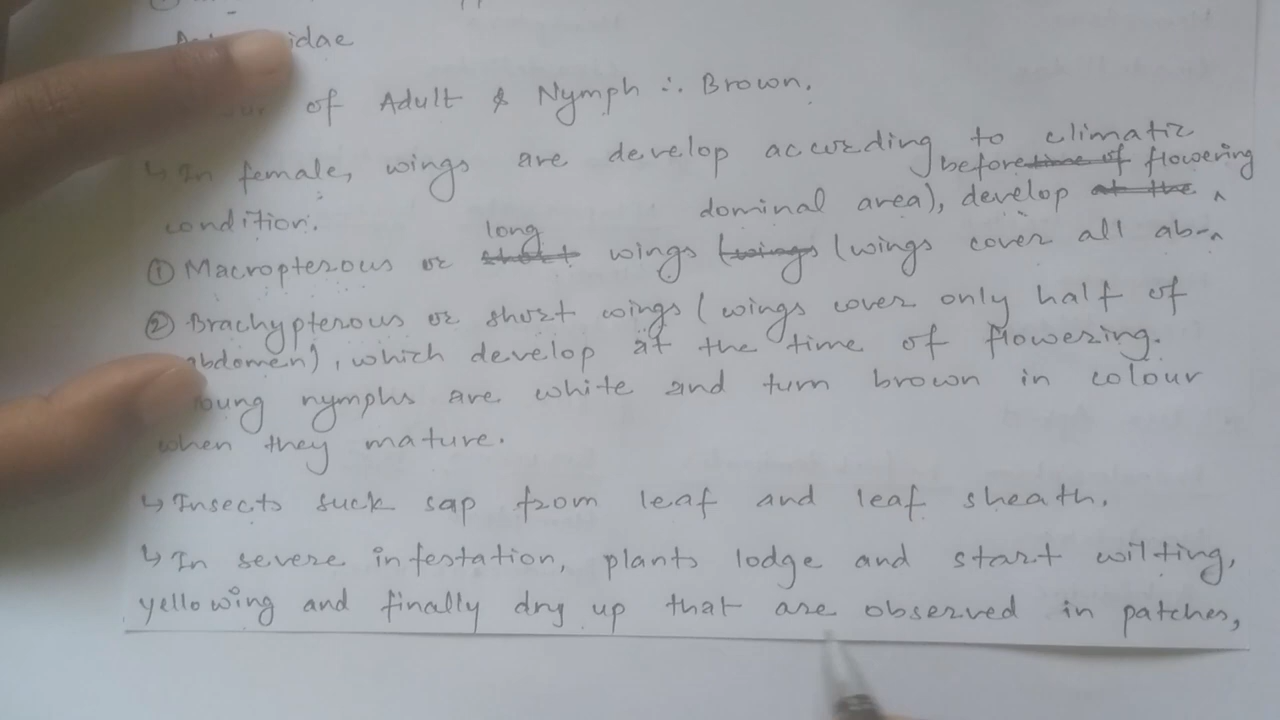 idae
of Adult & Nymph ∴ Brown.
↳ In female, wings are develop according to climatic
condition.
① Macropterous or long wings (wings cover all ab-
dominal area), develop before flowering
② Brachypterous or short wings (wings cover only half of
abdomen), which develop at the time of flowering.
Young nymphs are white and turn brown in colour
when they mature.
↳ Insects suck sap from leaf and leaf sheath.
↳ In severe infestation, plants lodge and start wilting,
yellowing and finally dry up that are observed in patches,